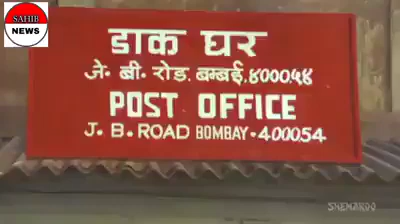 SAHIB
NEWS
डाक घर
जे. बी. रोड. बम्बई. ४०००५४
POST OFFICE
J. B. ROAD BOMBAY. 400054
SHEMAROO